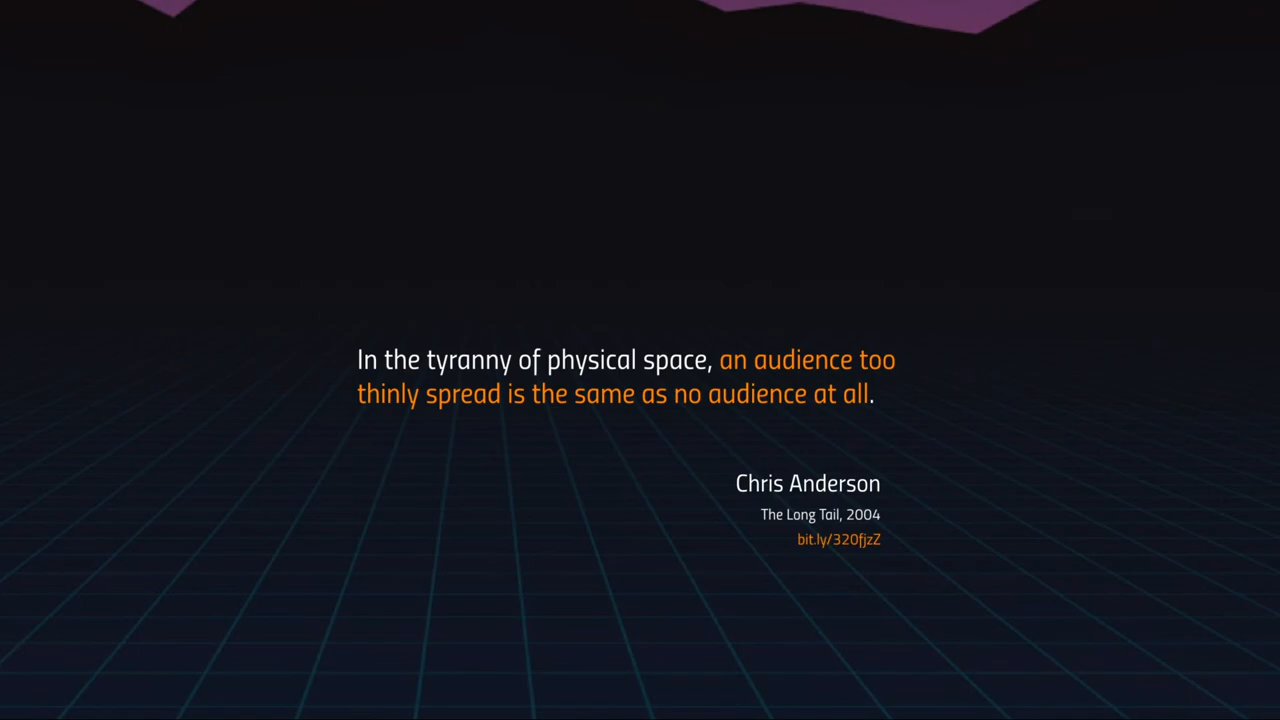 In the tyranny of physical space, an audience too
thinly spread is the same as no audience at all.
Chris Anderson
The Long Tail, 2004
bit.ly/320fjzZ